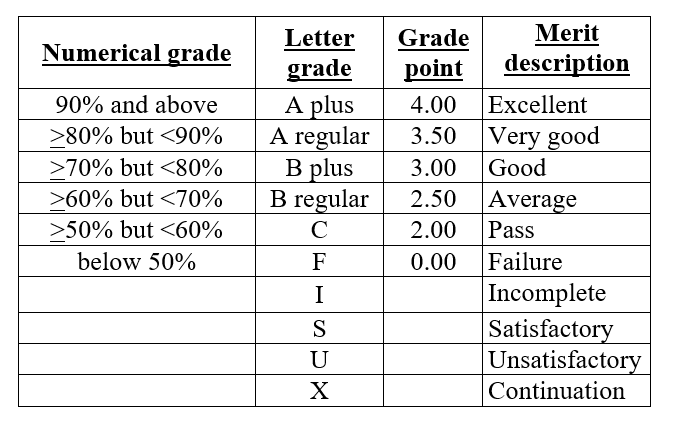 Numerical grade Letter grade Grade point Merit description
90% and above A plus 4.00 Excellent
≥80% but <90% A regular 3.50 Very good
≥70% but <80% B plus 3.00 Good
≥60% but <70% B regular 2.50 Average
≥50% but <60% C 2.00 Pass
below 50% F 0.00 Failure
I Incomplete
S Satisfactory
U Unsatisfactory
X Continuation